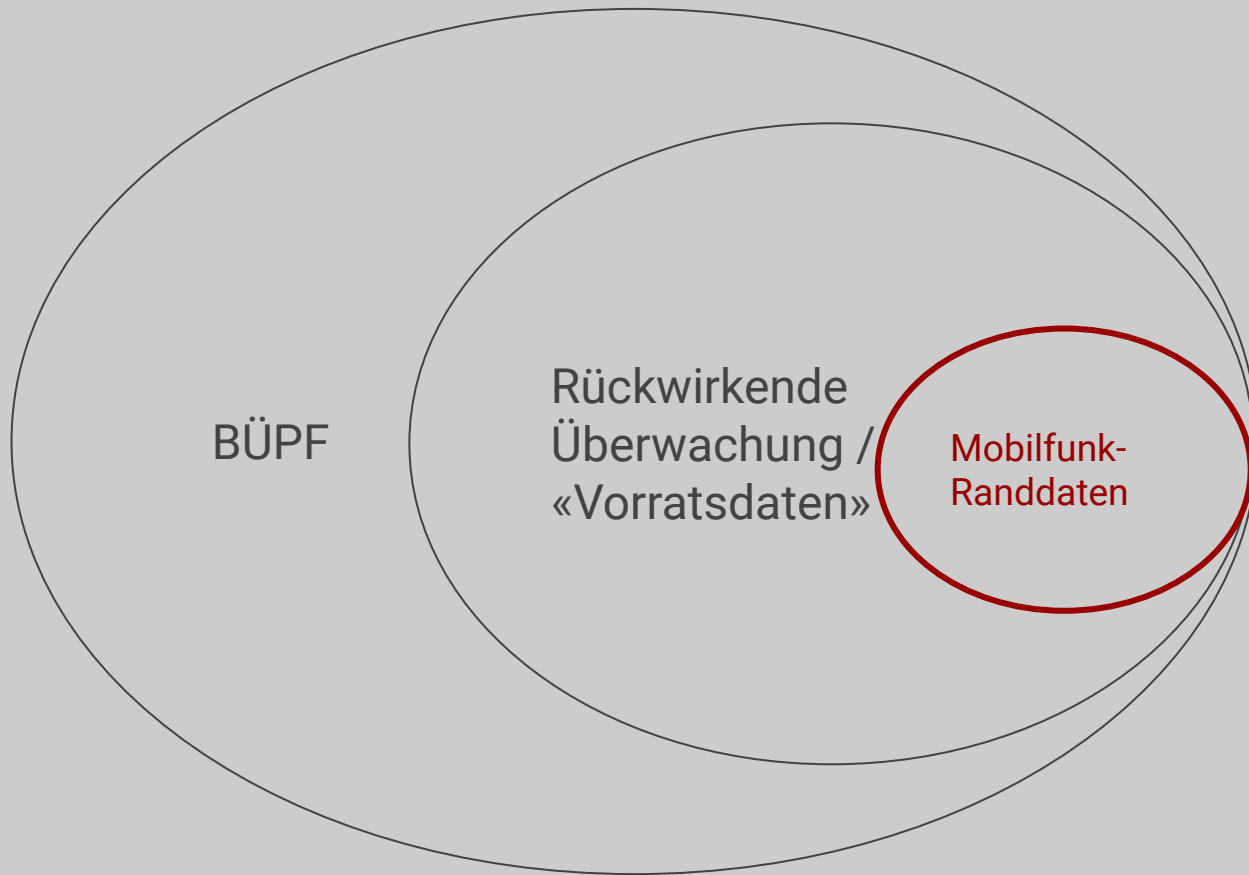 BÜPF
Rückwirkende
Überwachung /
«Vorratsdaten»
Mobilfunk-
Randdaten